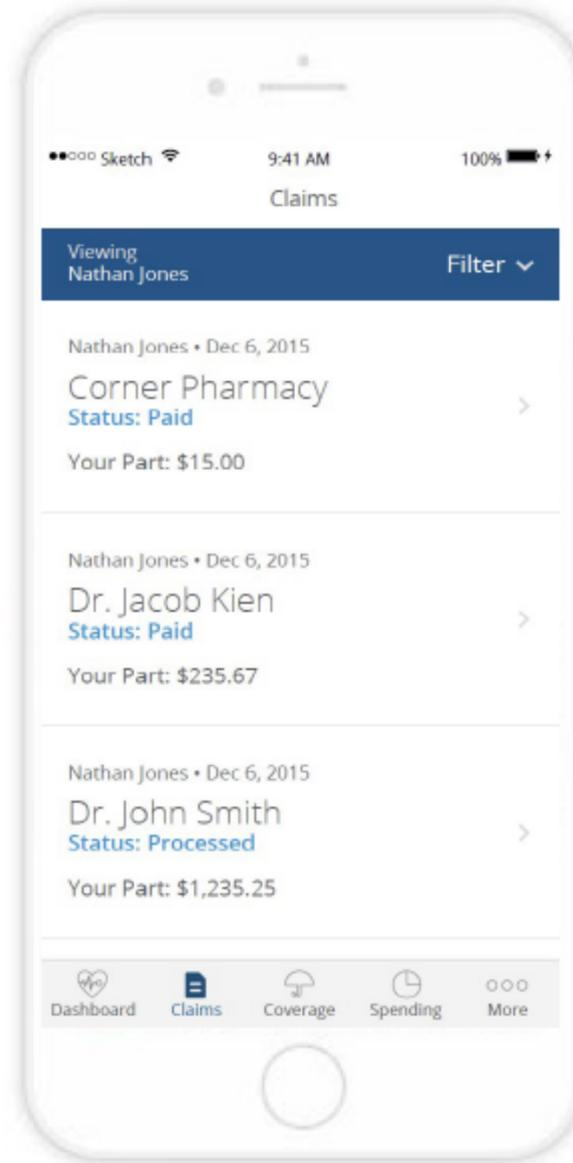 Sketch 9:41 AM 100%
Claims
Viewing
Nathan Jones
Filter
Nathan Jones • Dec 6, 2015
Corner Pharmacy
Status: Paid
Your Part: $15.00
Nathan Jones • Dec 6, 2015
Dr. Jacob Kien
Status: Paid
Your Part: $235.67
Nathan Jones • Dec 6, 2015
Dr. John Smith
Status: Processed
Your Part: $1,235.25
Dashboard Claims Coverage Spending More